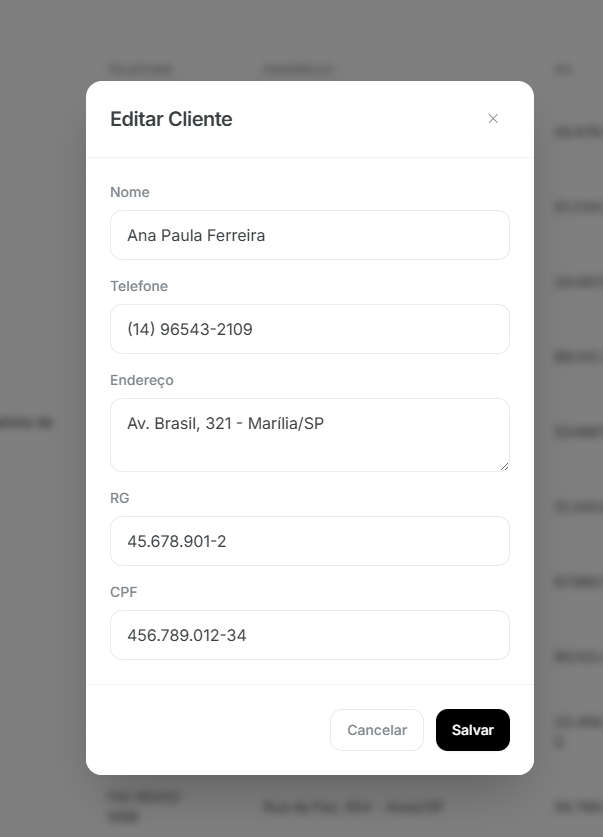 Editar Cliente
Nome
Ana Paula Ferreira
Telefone
(14) 96543-2109
Endereço
Av. Brasil, 321 - Marília/SP
RG
45.678.901-2
CPF
456.789.012-34
Cancelar
Salvar